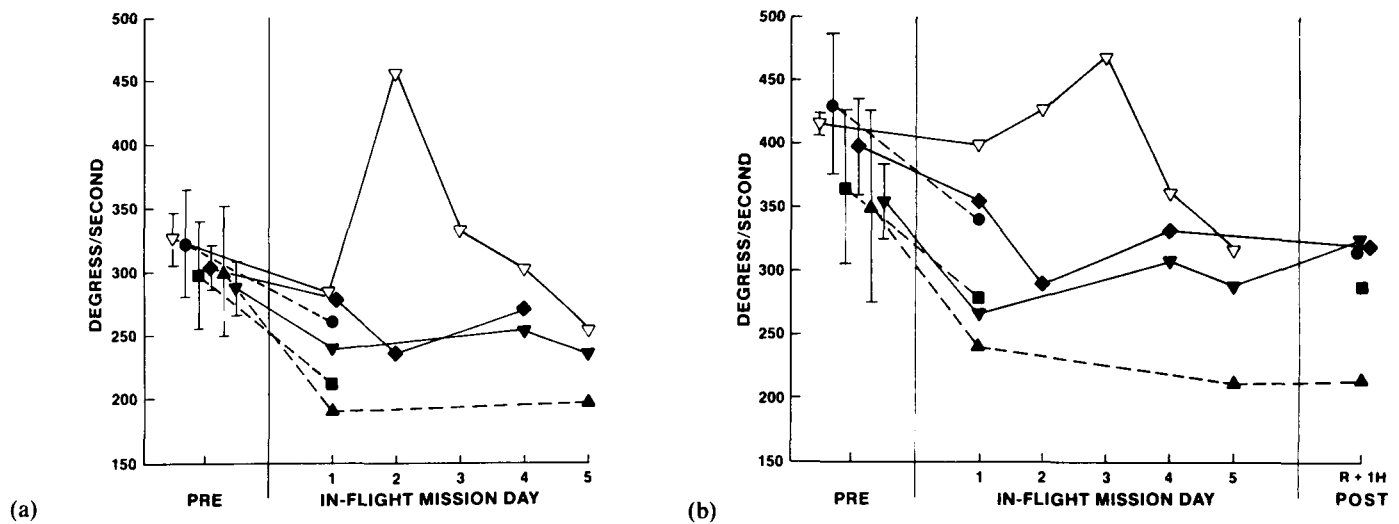 500
450
400
350
300
250
200
150
DEGRESS/SECOND
1 2 3 4 5
PRE IN-FLIGHT MISSION DAY
(a)
500
450
400
350
300
250
200
150
DEGREE/SECOND
1 2 3 4 5 R + 1H
PRE IN-FLIGHT MISSION DAY POST
(b)